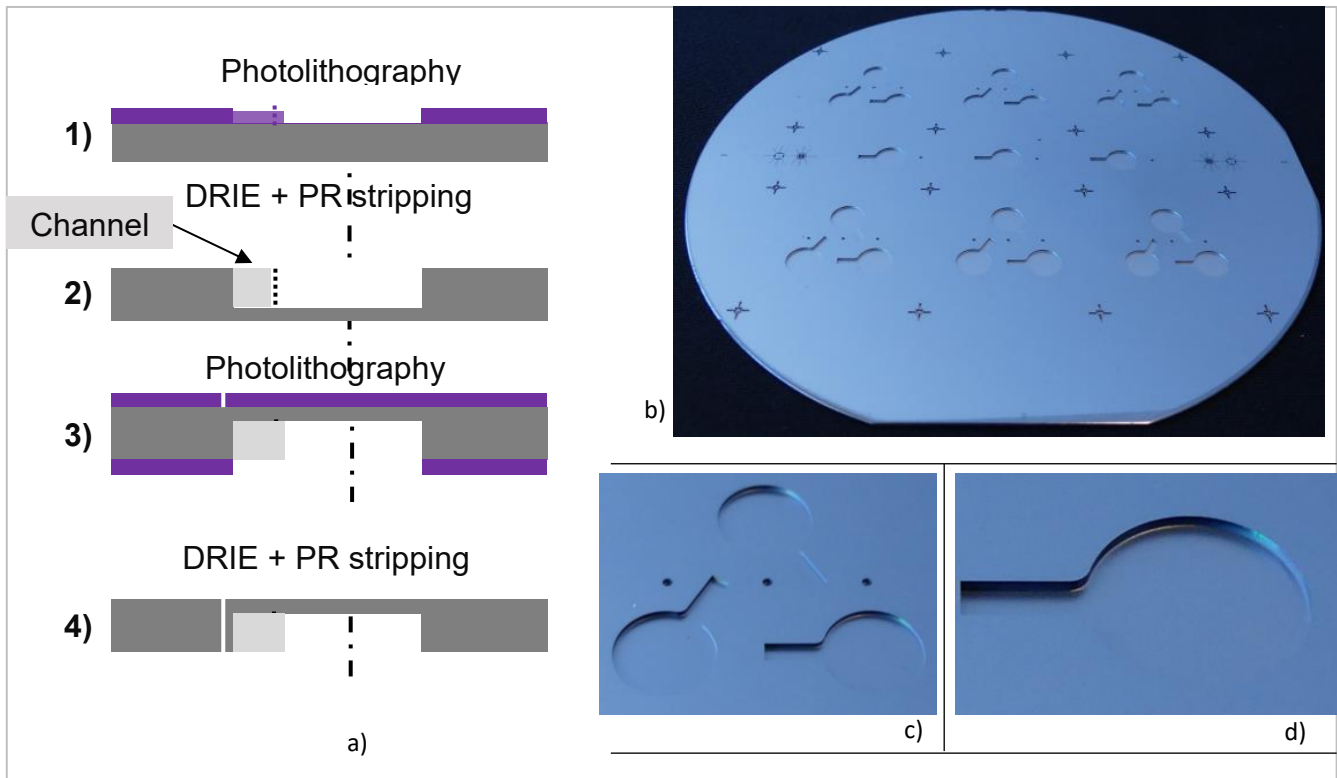 Photolithography
1)
DRIE + PR stripping
Channel
2)
Photolithography
3)
DRIE + PR stripping
4)
a)
b)
c)
d)